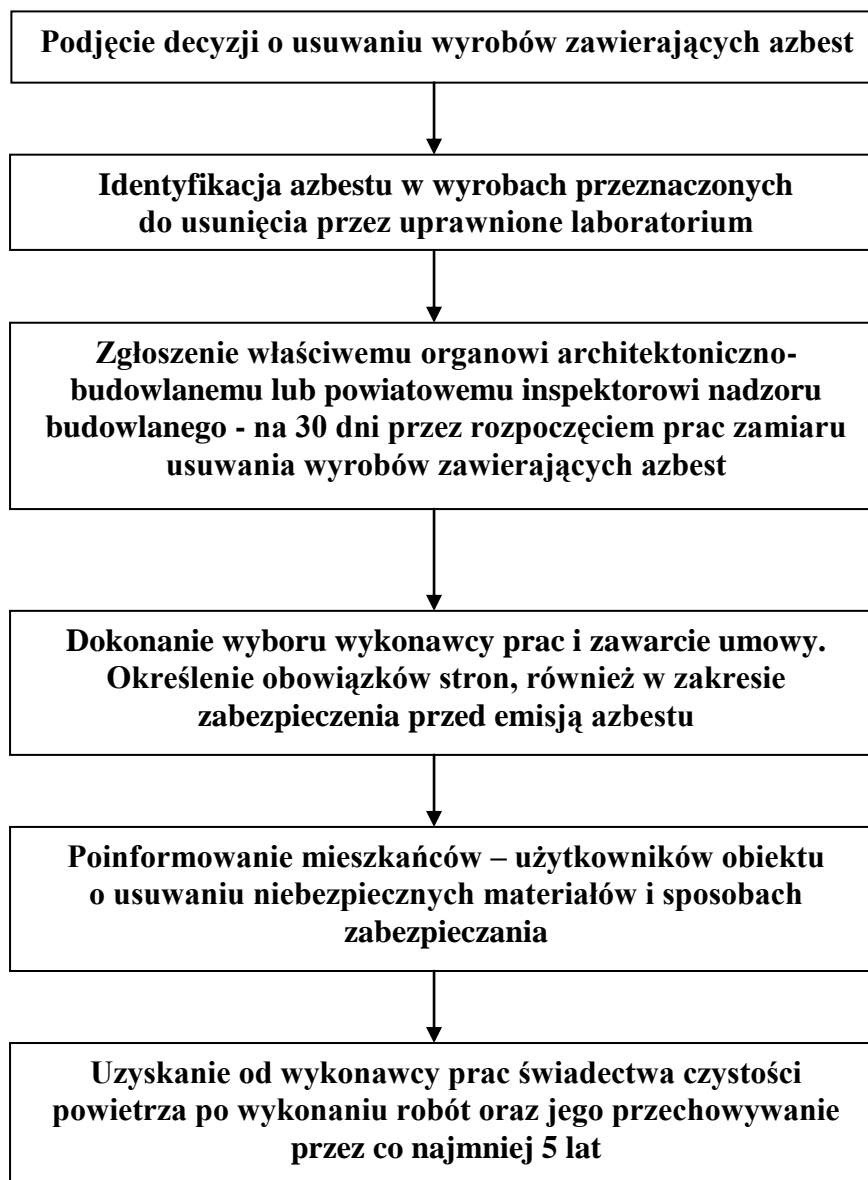 Podjęcie decyzji o usuwaniu wyrobów zawierających azbest
Identyfikacja azbestu w wyrobach przeznaczonych
do usunięcia przez uprawnione laboratorium
Zgłoszenie właściwemu organowi architektoniczno-
budowlanemu lub powiatowemu inspektorowi nadzoru
budowlanego - na 30 dni przez rozpoczęciem prac zamiaru
usuwania wyrobów zawierających azbest
Dokonanie wyboru wykonawcy prac i zawarcie umowy.
Określenie obowiązków stron, również w zakresie
zabezpieczenia przed emisją azbestu
Poinformowanie mieszkańców – użytkowników obiektu
o usuwaniu niebezpiecznych materiałów i sposobach
zabezpieczania
Uzyskanie od wykonawcy prac świadectwa czystości
powietrza po wykonaniu robót oraz jego przechowywanie
przez co najmniej 5 lat